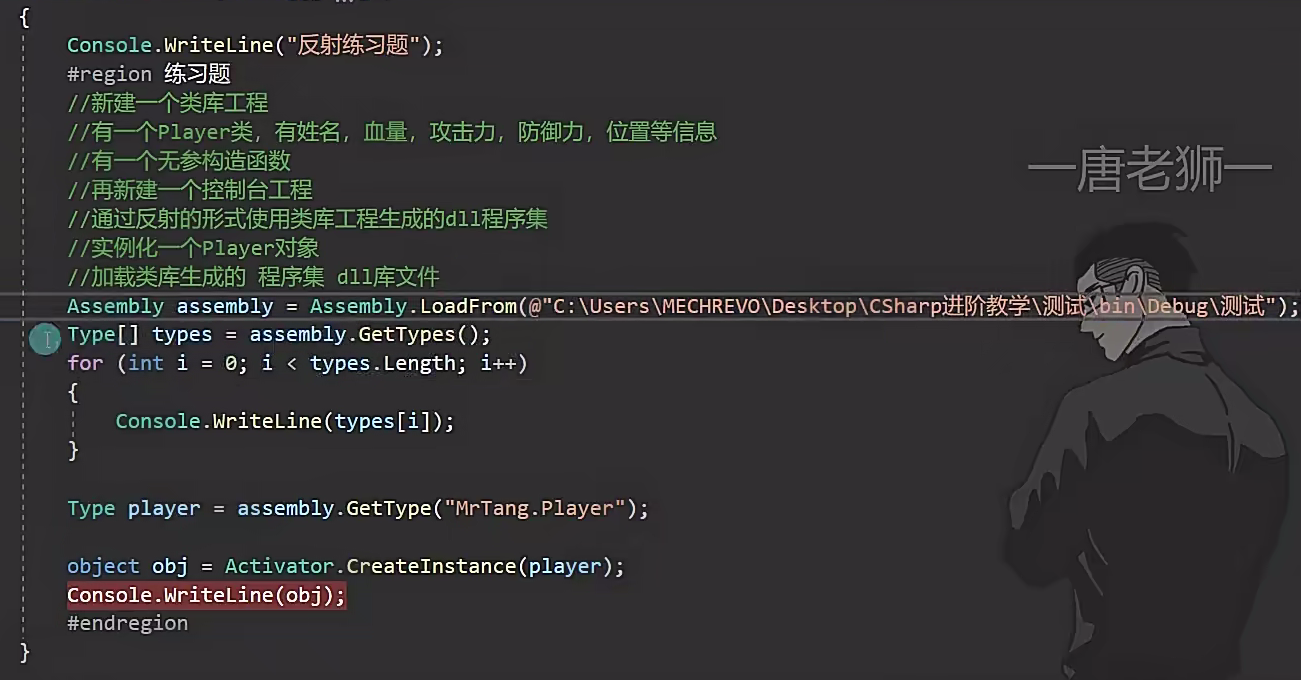 {
Console.WriteLine("反射练习题");
#region 练习题
//新建一个类库工程
//有一个Player类，有姓名，血量，攻击力，防御力，位置等信息
//有一个无参构造函数
//再新建一个控制台工程
//通过反射的形式使用类库工程生成的dll程序集
//实例化一个Player对象
//加载类库生成的 程序集 dll库文件
Assembly assembly = Assembly.LoadFrom(@"C:\Users\MECHREVO\Desktop\CSharp进阶教学\测试\bin\Debug\测试");
Type[] types = assembly.GetTypes();
for (int i = 0; i < types.Length; i++)
{
Console.WriteLine(types[i]);
}
Type player = assembly.GetType("MrTang.Player");
object obj = Activator.CreateInstance(player);
Console.WriteLine(obj);
#endregion
}
—唐老狮—